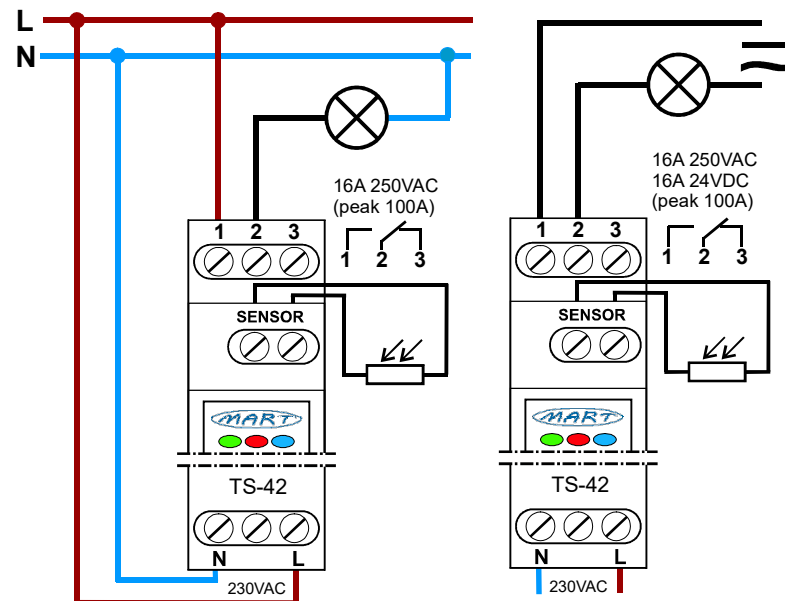 L
N
16A 250VAC
(peak 100A)
1 2 3
1 2 3
SENSOR
MART
TS-42
N L
230VAC
16A 250VAC
16A 24VDC
(peak 100A)
1 2 3
1 2 3
SENSOR
MART
TS-42
N L
230VAC